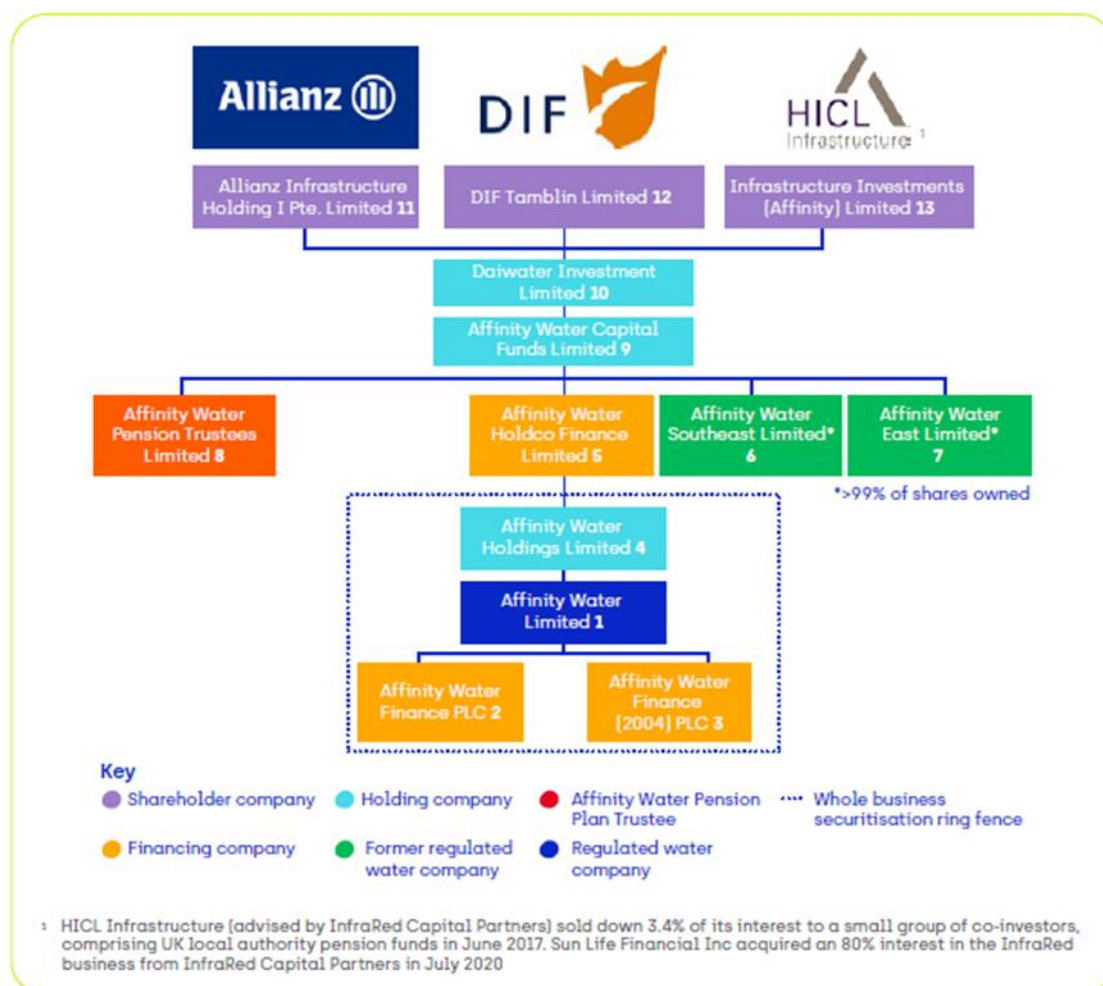 Allianz
DIF
HICL
Infrastructure 1
Allianz Infrastructure
Holding I Pte. Limited 11
DIF Tamblin Limited 12
Infrastructure Investments
(Affinity) Limited 13
Daiwater Investment
Limited 10
Affinity Water Capital
Funds Limited 9
Affinity Water
Pension Trustees
Limited 8
Affinity Water
Holdco Finance
Limited 5
Affinity Water
Southeast Limited*
6
Affinity Water
East Limited*
7
*>99% of shares owned
Affinity Water
Holdings Limited 4
Affinity Water
Limited 1
Affinity Water
Finance PLC 2
Affinity Water
Finance
(2004) PLC 3
Key
Shareholder company
Holding company
Affinity Water Pension
Plan Trustee
Whole business
securitisation ring fence
Financing company
Former regulated
water company
Regulated water
company
1 HICL Infrastructure (advised by InfraRed Capital Partners) sold down 3.4% of its interest to a small group of co-investors,
comprising UK local authority pension funds in June 2017. Sun Life Financial Inc acquired an 80% interest in the InfraRed
business from InfraRed Capital Partners in July 2020